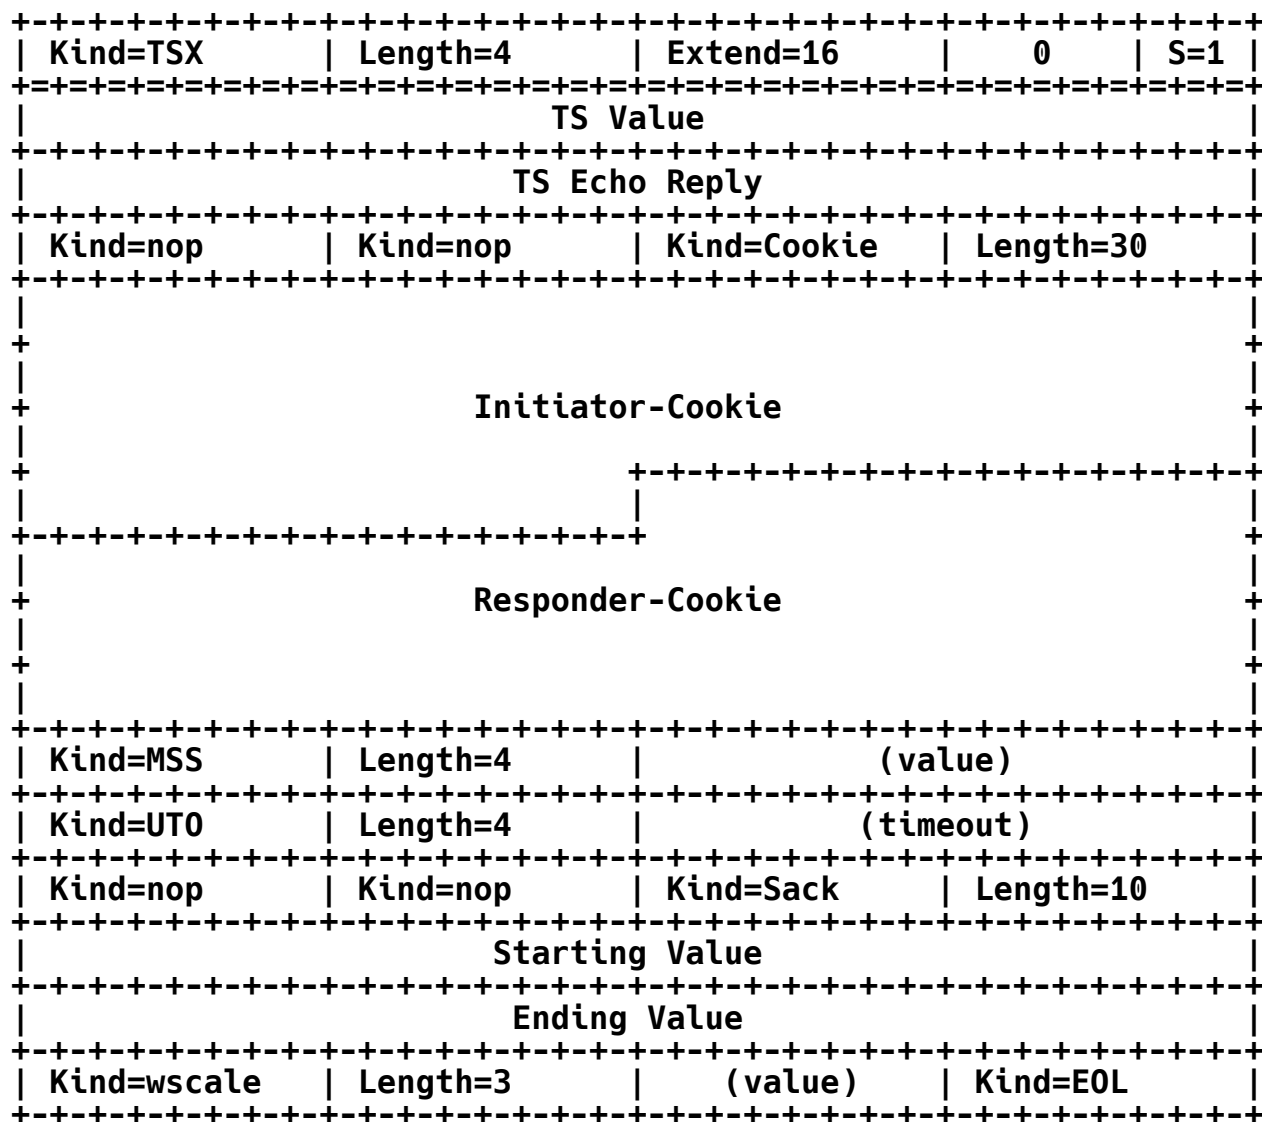 +-+-+-+-+-+-+-+-+-+-+-+-+-+-+-+-+-+-+-+-+-+-+-+-+-+-+-+-+-+-+-+-+
| Kind=TSX      | Length=4      | Extend=16     |    0    | S=1 |
+=+=+=+=+=+=+=+=+=+=+=+=+=+=+=+=+=+=+=+=+=+=+=+=+=+=+=+=+=+=+=+=+
|                           TS Value                            |
+-+-+-+-+-+-+-+-+-+-+-+-+-+-+-+-+-+-+-+-+-+-+-+-+-+-+-+-+-+-+-+-+
|                         TS Echo Reply                         |
+-+-+-+-+-+-+-+-+-+-+-+-+-+-+-+-+-+-+-+-+-+-+-+-+-+-+-+-+-+-+-+-+
| Kind=nop      | Kind=nop      | Kind=Cookie   | Length=30     |
+-+-+-+-+-+-+-+-+-+-+-+-+-+-+-+-+-+-+-+-+-+-+-+-+-+-+-+-+-+-+-+-+
|                                                               |
+                                                               +
|                                                               |
+                       Initiator-Cookie                        +
|                                                               |
+                               +-+-+-+-+-+-+-+-+-+-+-+-+-+-+-+-+
|                               |                               |
+-+-+-+-+-+-+-+-+-+-+-+-+-+-+-+-+                               +
|                                                               |
+                       Responder-Cookie                        +
|                                                               |
+                                                               +
|                                                               |
+-+-+-+-+-+-+-+-+-+-+-+-+-+-+-+-+-+-+-+-+-+-+-+-+-+-+-+-+-+-+-+-+
| Kind=MSS      | Length=4      |            (value)            |
+-+-+-+-+-+-+-+-+-+-+-+-+-+-+-+-+-+-+-+-+-+-+-+-+-+-+-+-+-+-+-+-+
| Kind=UTO      | Length=4      |           (timeout)           |
+-+-+-+-+-+-+-+-+-+-+-+-+-+-+-+-+-+-+-+-+-+-+-+-+-+-+-+-+-+-+-+-+
| Kind=nop      | Kind=nop      | Kind=Sack     | Length=10     |
+-+-+-+-+-+-+-+-+-+-+-+-+-+-+-+-+-+-+-+-+-+-+-+-+-+-+-+-+-+-+-+-+
|                        Starting Value                         |
+-+-+-+-+-+-+-+-+-+-+-+-+-+-+-+-+-+-+-+-+-+-+-+-+-+-+-+-+-+-+-+-+
|                         Ending Value                          |
+-+-+-+-+-+-+-+-+-+-+-+-+-+-+-+-+-+-+-+-+-+-+-+-+-+-+-+-+-+-+-+-+
| Kind=wscale   | Length=3      |    (value)    | Kind=EOL      |
+-+-+-+-+-+-+-+-+-+-+-+-+-+-+-+-+-+-+-+-+-+-+-+-+-+-+-+-+-+-+-+-+